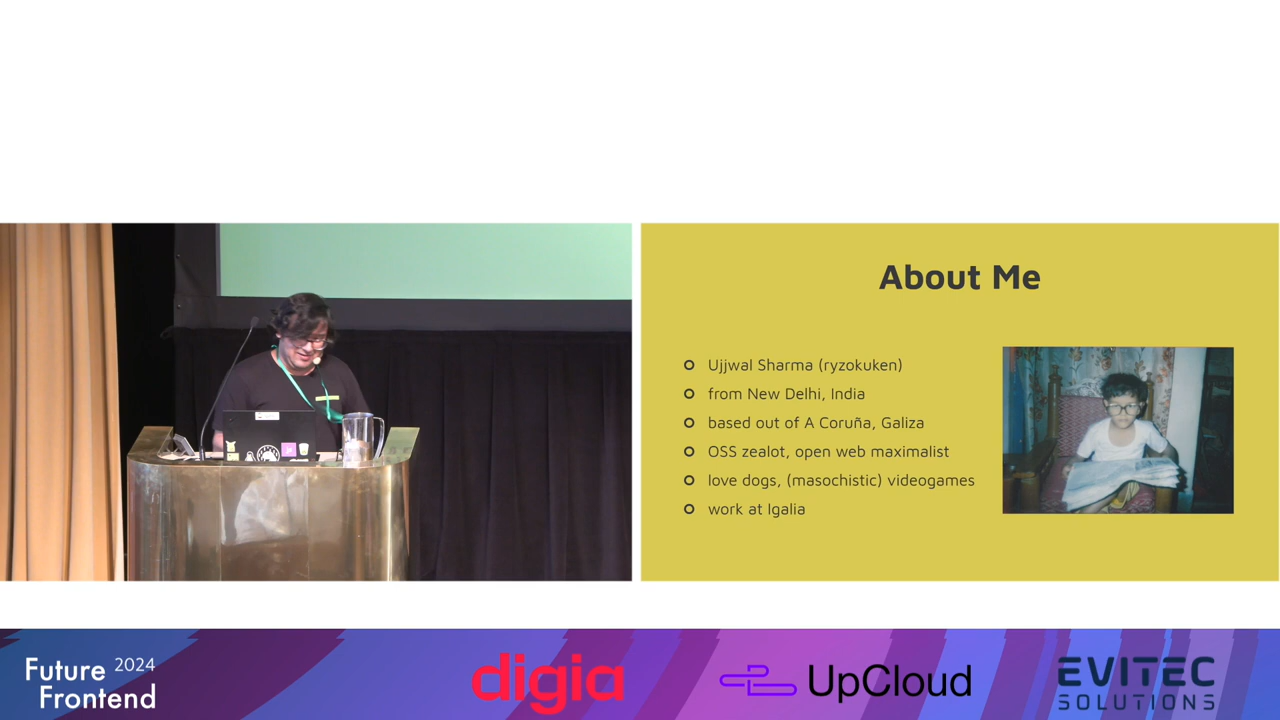 About Me
Ujjwal Sharma (ryzokuken)
from New Delhi, India
based out of A Coruña, Galiza
OSS zealot, open web maximalist
love dogs, (masochistic) videogames
work at Igalia
Future 2024
Frontend
digia
UpCloud
EVITEC
SOLUTIONS